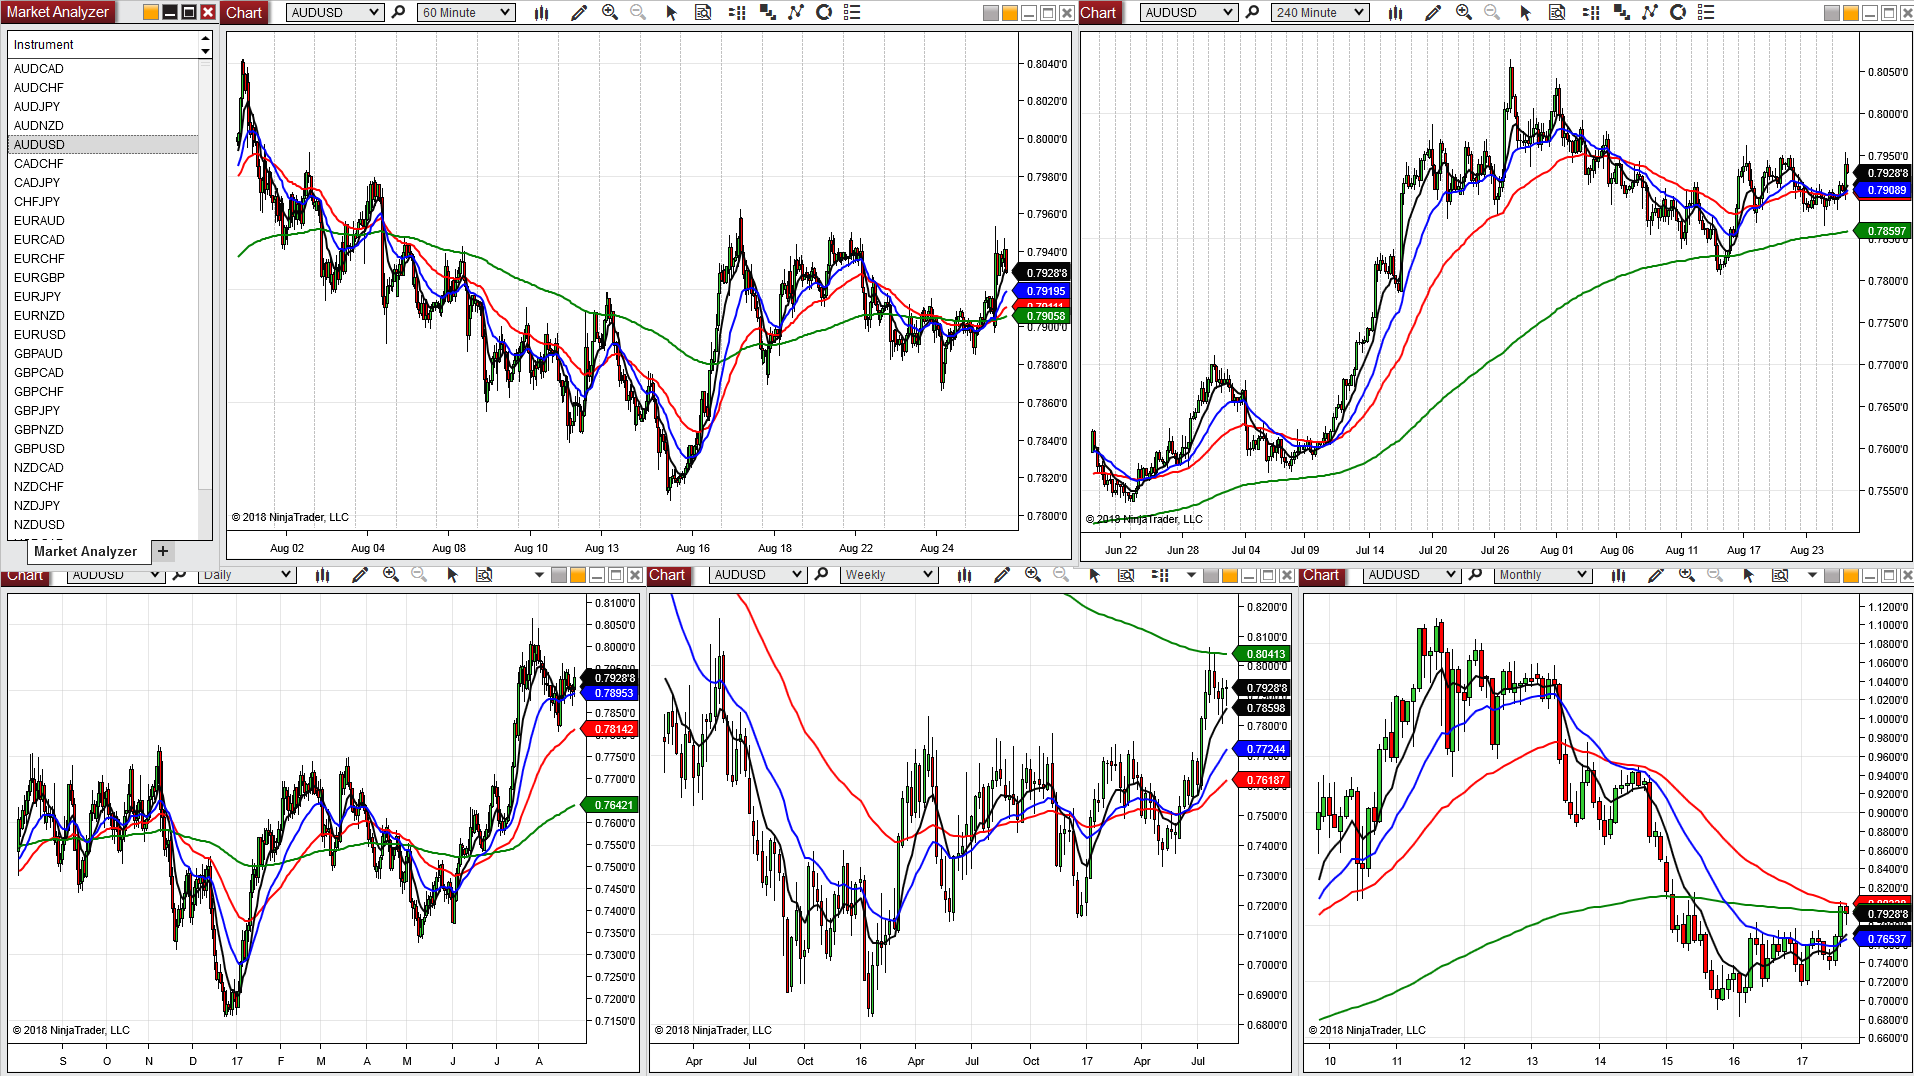 Market Analyzer
Instrument
AUDCAD
AUDCHF
AUDJPY
AUDNZD
AUDUSD
CADCHF
CADJPY
CHFJPY
EURAUD
EURCAD
EURCHF
EURGBP
EURJPY
EURNZD
EURUSD
GBPAUD
GBPCAD
GBPCHF
GBPJPY
GBPNZD
GBPUSD
NZDCAD
NZDCHF
NZDJPY
NZDUSD
Market Analyzer +
Chart AUDUSD 60 Minute
0.8040'0
0.8020'0
0.8000'0
0.7980'0
0.7960'0
0.7940'0
0.7928'8
0.79195
0.79058
0.7900'0
0.7880'0
0.7860'0
0.7840'0
0.7820'0
0.7800'0
© 2018 NinjaTrader, LLC
Aug 02 Aug 04 Aug 08 Aug 10 Aug 13 Aug 16 Aug 18 Aug 22 Aug 24
Chart AUDUSD 240 Minute
0.8050'0
0.8000'0
0.7950'0
0.7928'8
0.79089
0.78597
0.7800'0
0.7750'0
0.7700'0
0.7650'0
0.7600'0
0.7550'0
© 2018 NinjaTrader, LLC
Jun 22 Jun 28 Jul 04 Jul 09 Jul 14 Jul 20 Jul 26 Aug 01 Aug 06 Aug 11 Aug 17 Aug 23
Chart AUDUSD Daily
0.8100'0
0.8050'0
0.8000'0
0.7928'8
0.78953
0.7850'0
0.78142
0.7750'0
0.7700'0
0.76421
0.7600'0
0.7550'0
0.7500'0
0.7450'0
0.7400'0
0.7350'0
0.7300'0
0.7250'0
0.7200'0
0.7150'0
© 2018 NinjaTrader, LLC
S O N D 17 F M A M J J A
Chart AUDUSD Weekly
0.8200'0
0.8100'0
0.80413
0.8000'0
0.7928'8
0.78598
0.7800'0
0.77244
0.76187
0.7500'0
0.7400'0
0.7300'0
0.7200'0
0.7100'0
0.7000'0
0.6900'0
0.6800'0
© 2018 NinjaTrader, LLC
Apr Jul Oct 16 Apr Jul Oct 17 Apr Jul
Chart AUDUSD Monthly
1.1200'0
1.1000'0
1.0800'0
1.0600'0
1.0400'0
1.0200'0
1.0000'0
0.9800'0
0.9600'0
0.9400'0
0.9200'0
0.9000'0
0.8800'0
0.8600'0
0.8400'0
0.8200'0
0.7928'8
0.76537
0.7400'0
0.7200'0
0.7000'0
0.6800'0
0.6600'0
© 2018 NinjaTrader, LLC
10 11 12 13 14 15 16 17